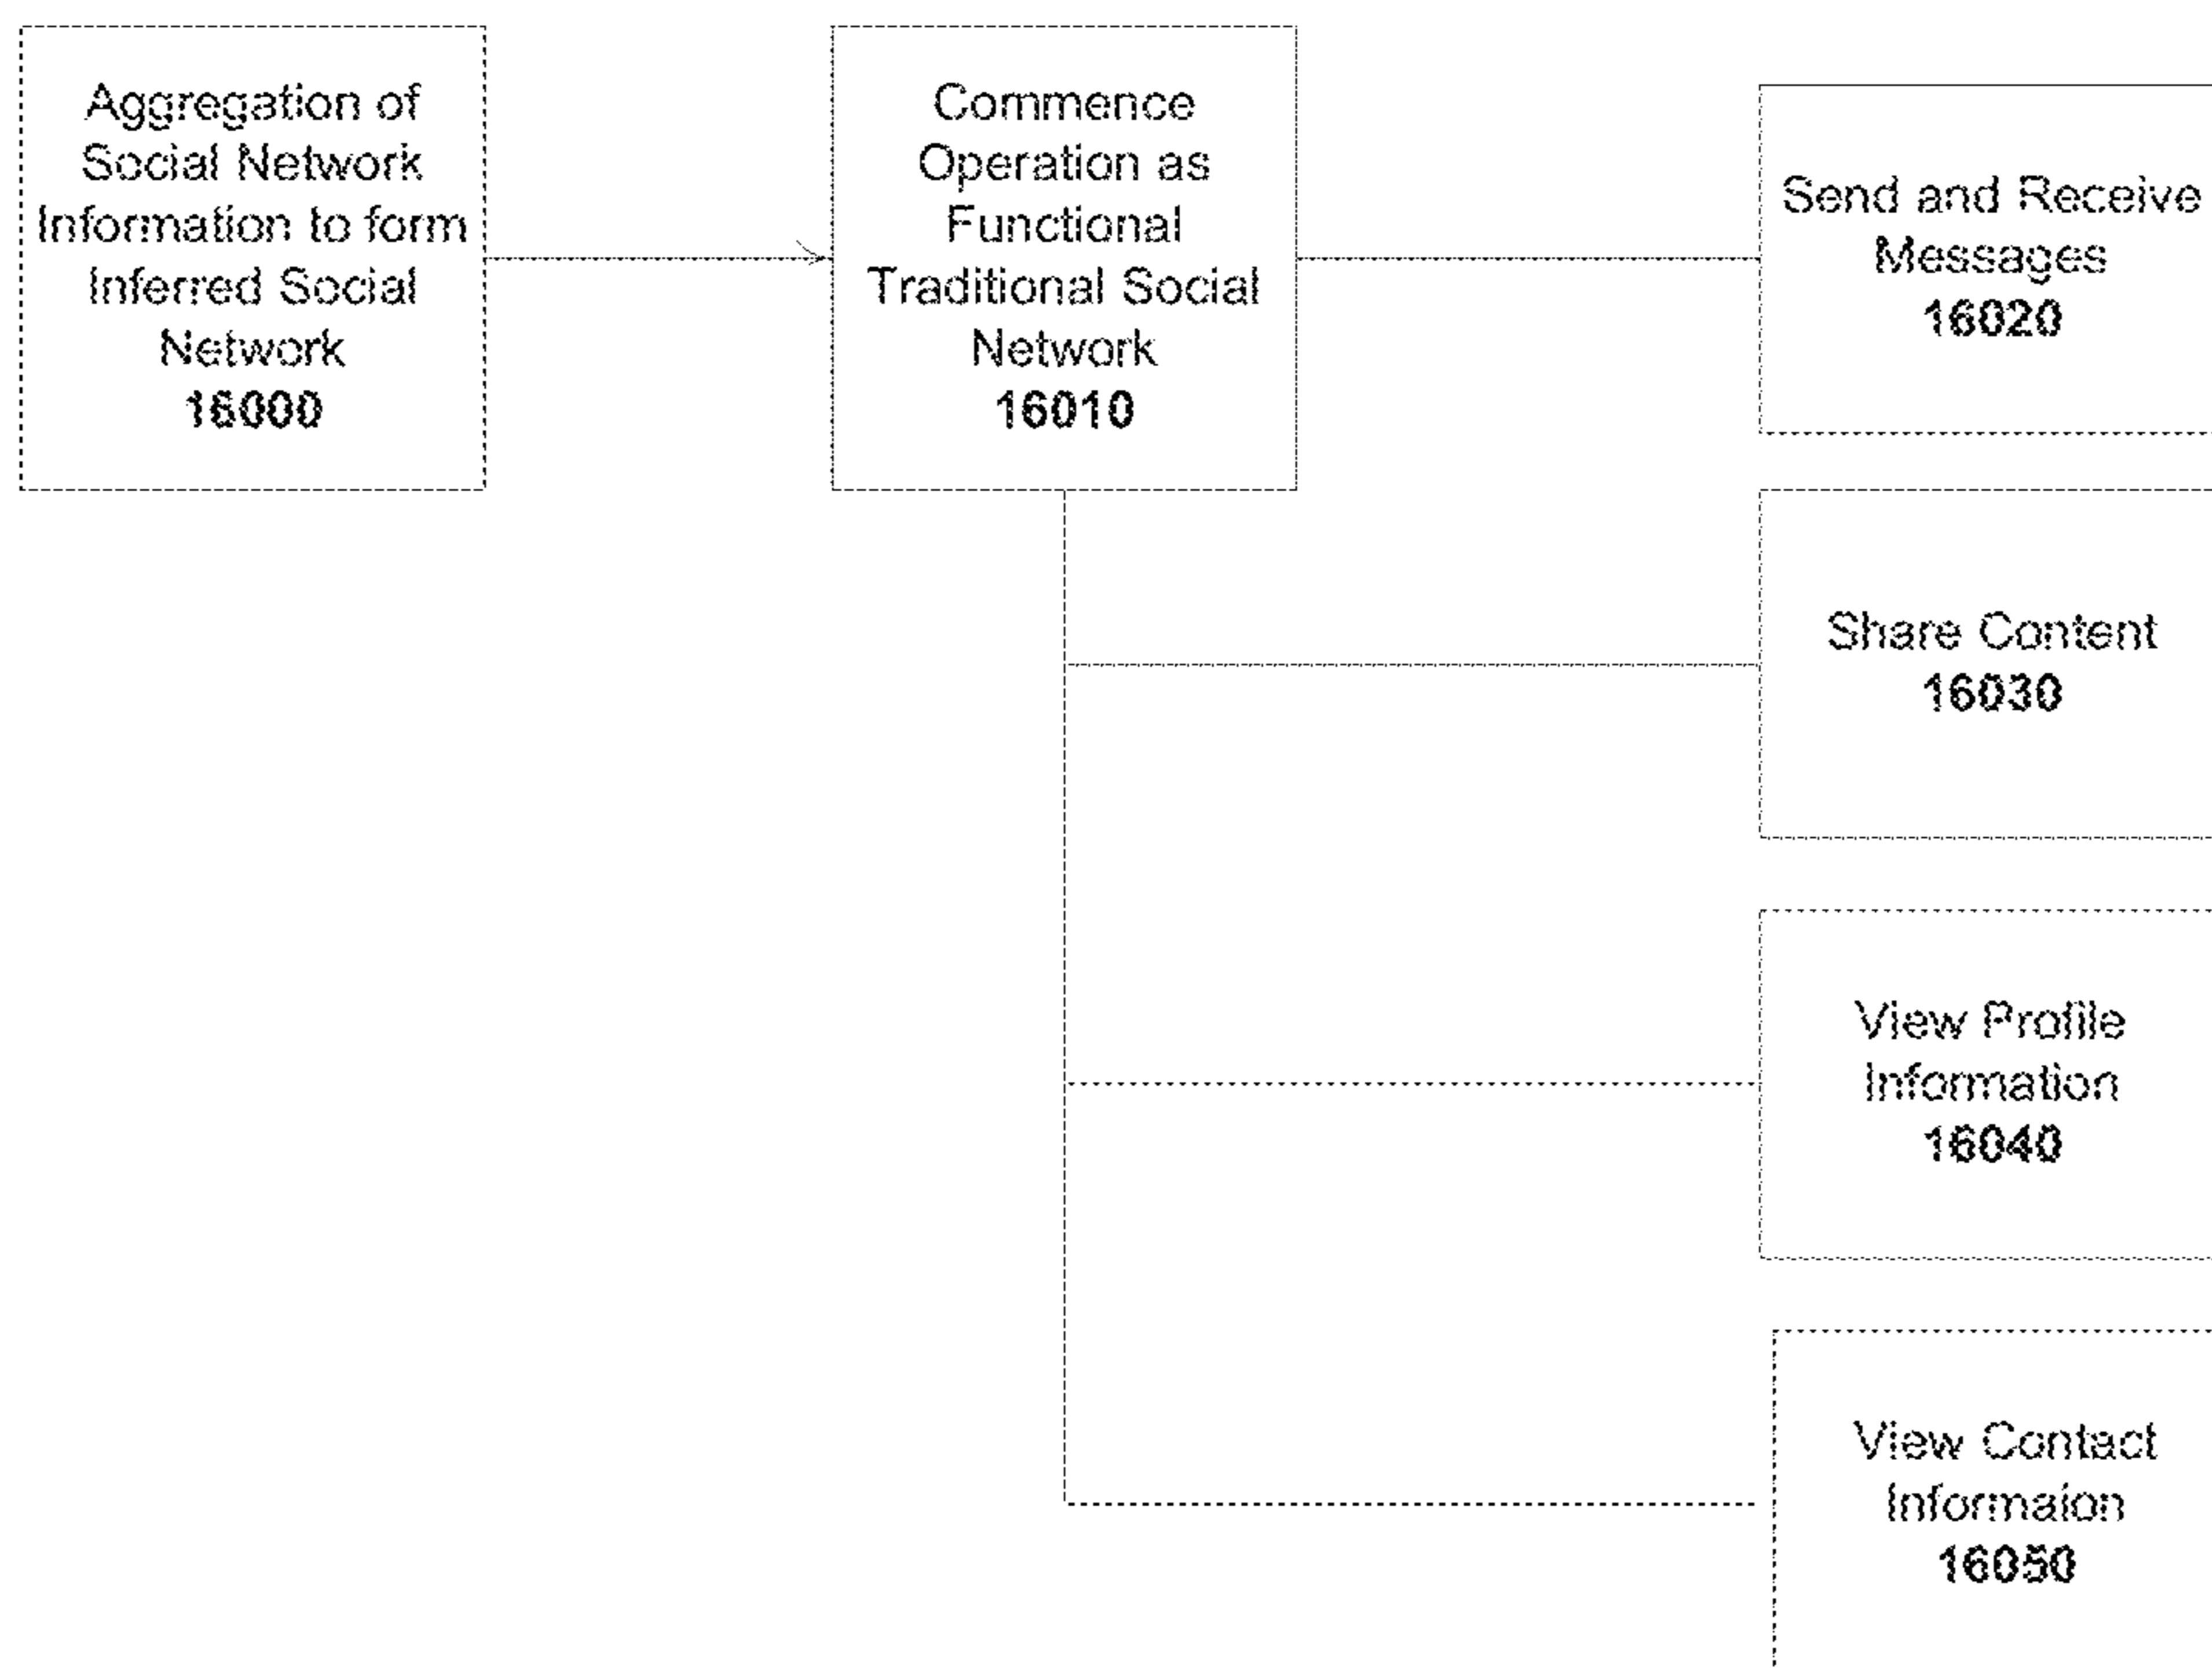 Aggregation of
Social Network
Information to form
Inferred Social
Network
16000
Commence
Operation as
Functional
Traditional Social
Network
16010
Send and Receive
Messages
16020
Share Content
16030
View Profile
Information
16040
View Contact
Informaion
16050